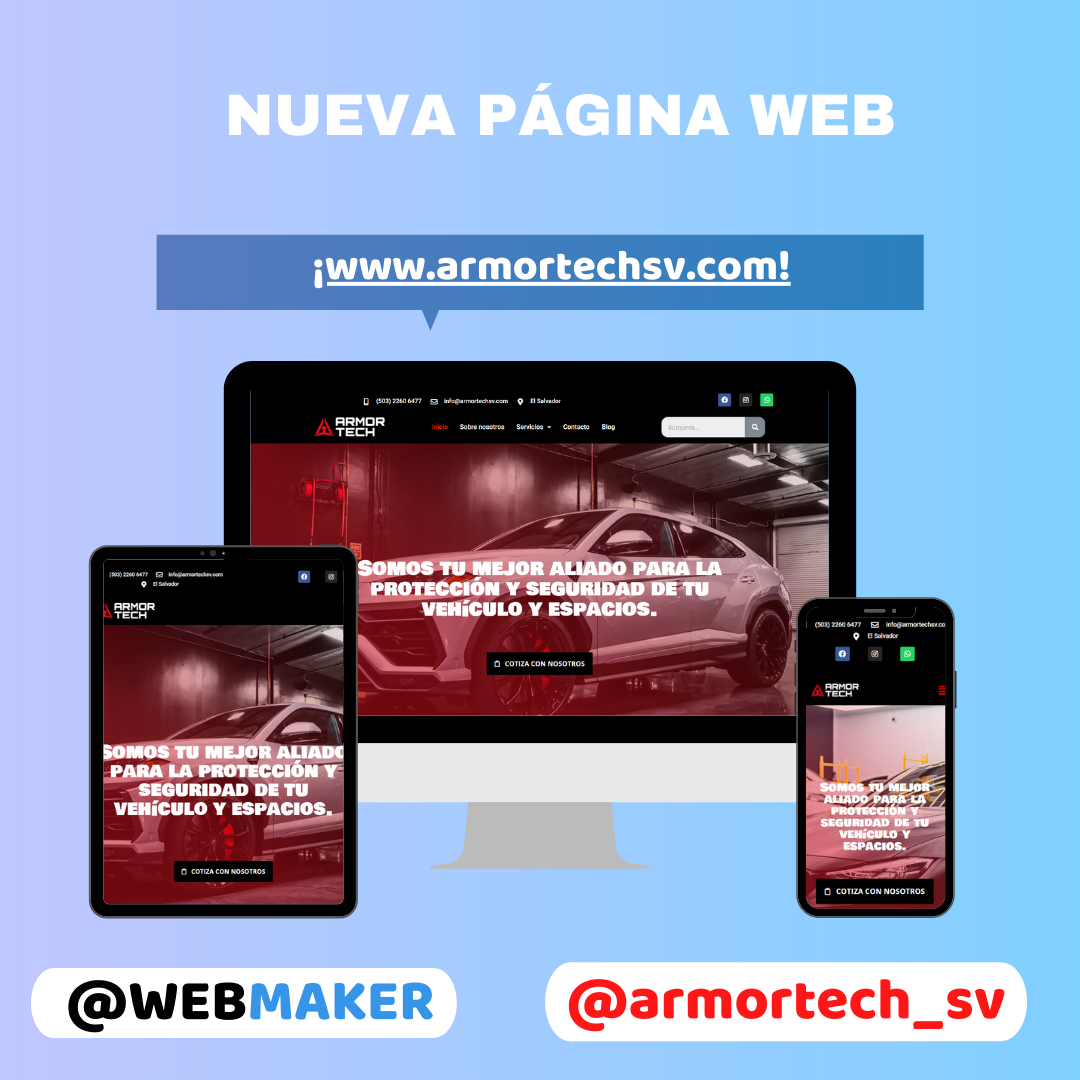 NUEVA PÁGINA WEB
¡www.armortechsv.com!
(503) 2260 6477 info@armortechsv.com El Salvador
ARMOR
TECH
Inicio Sobre nosotros Servicios Contacto Blog
Búsqueda...
Somos tu mejor aliado para la
protección y seguridad de tu
vehículo y espacios.
COTIZA CON NOSOTROS
(503) 2260 6477 info@armortechsv.com
El Salvador
ARMOR
TECH
Somos tu mejor aliado
para la protección y
seguridad de tu
vehículo y espacios.
COTIZA CON NOSOTROS
(503) 2260 6477 info@armortechsv.co
El Salvador
ARMOR
TECH
Somos tu mejor
aliado para la
protección y
seguridad de tu
vehículo y
espacios.
COTIZA CON NOSOTROS
@WEBMAKER
@armortech_sv